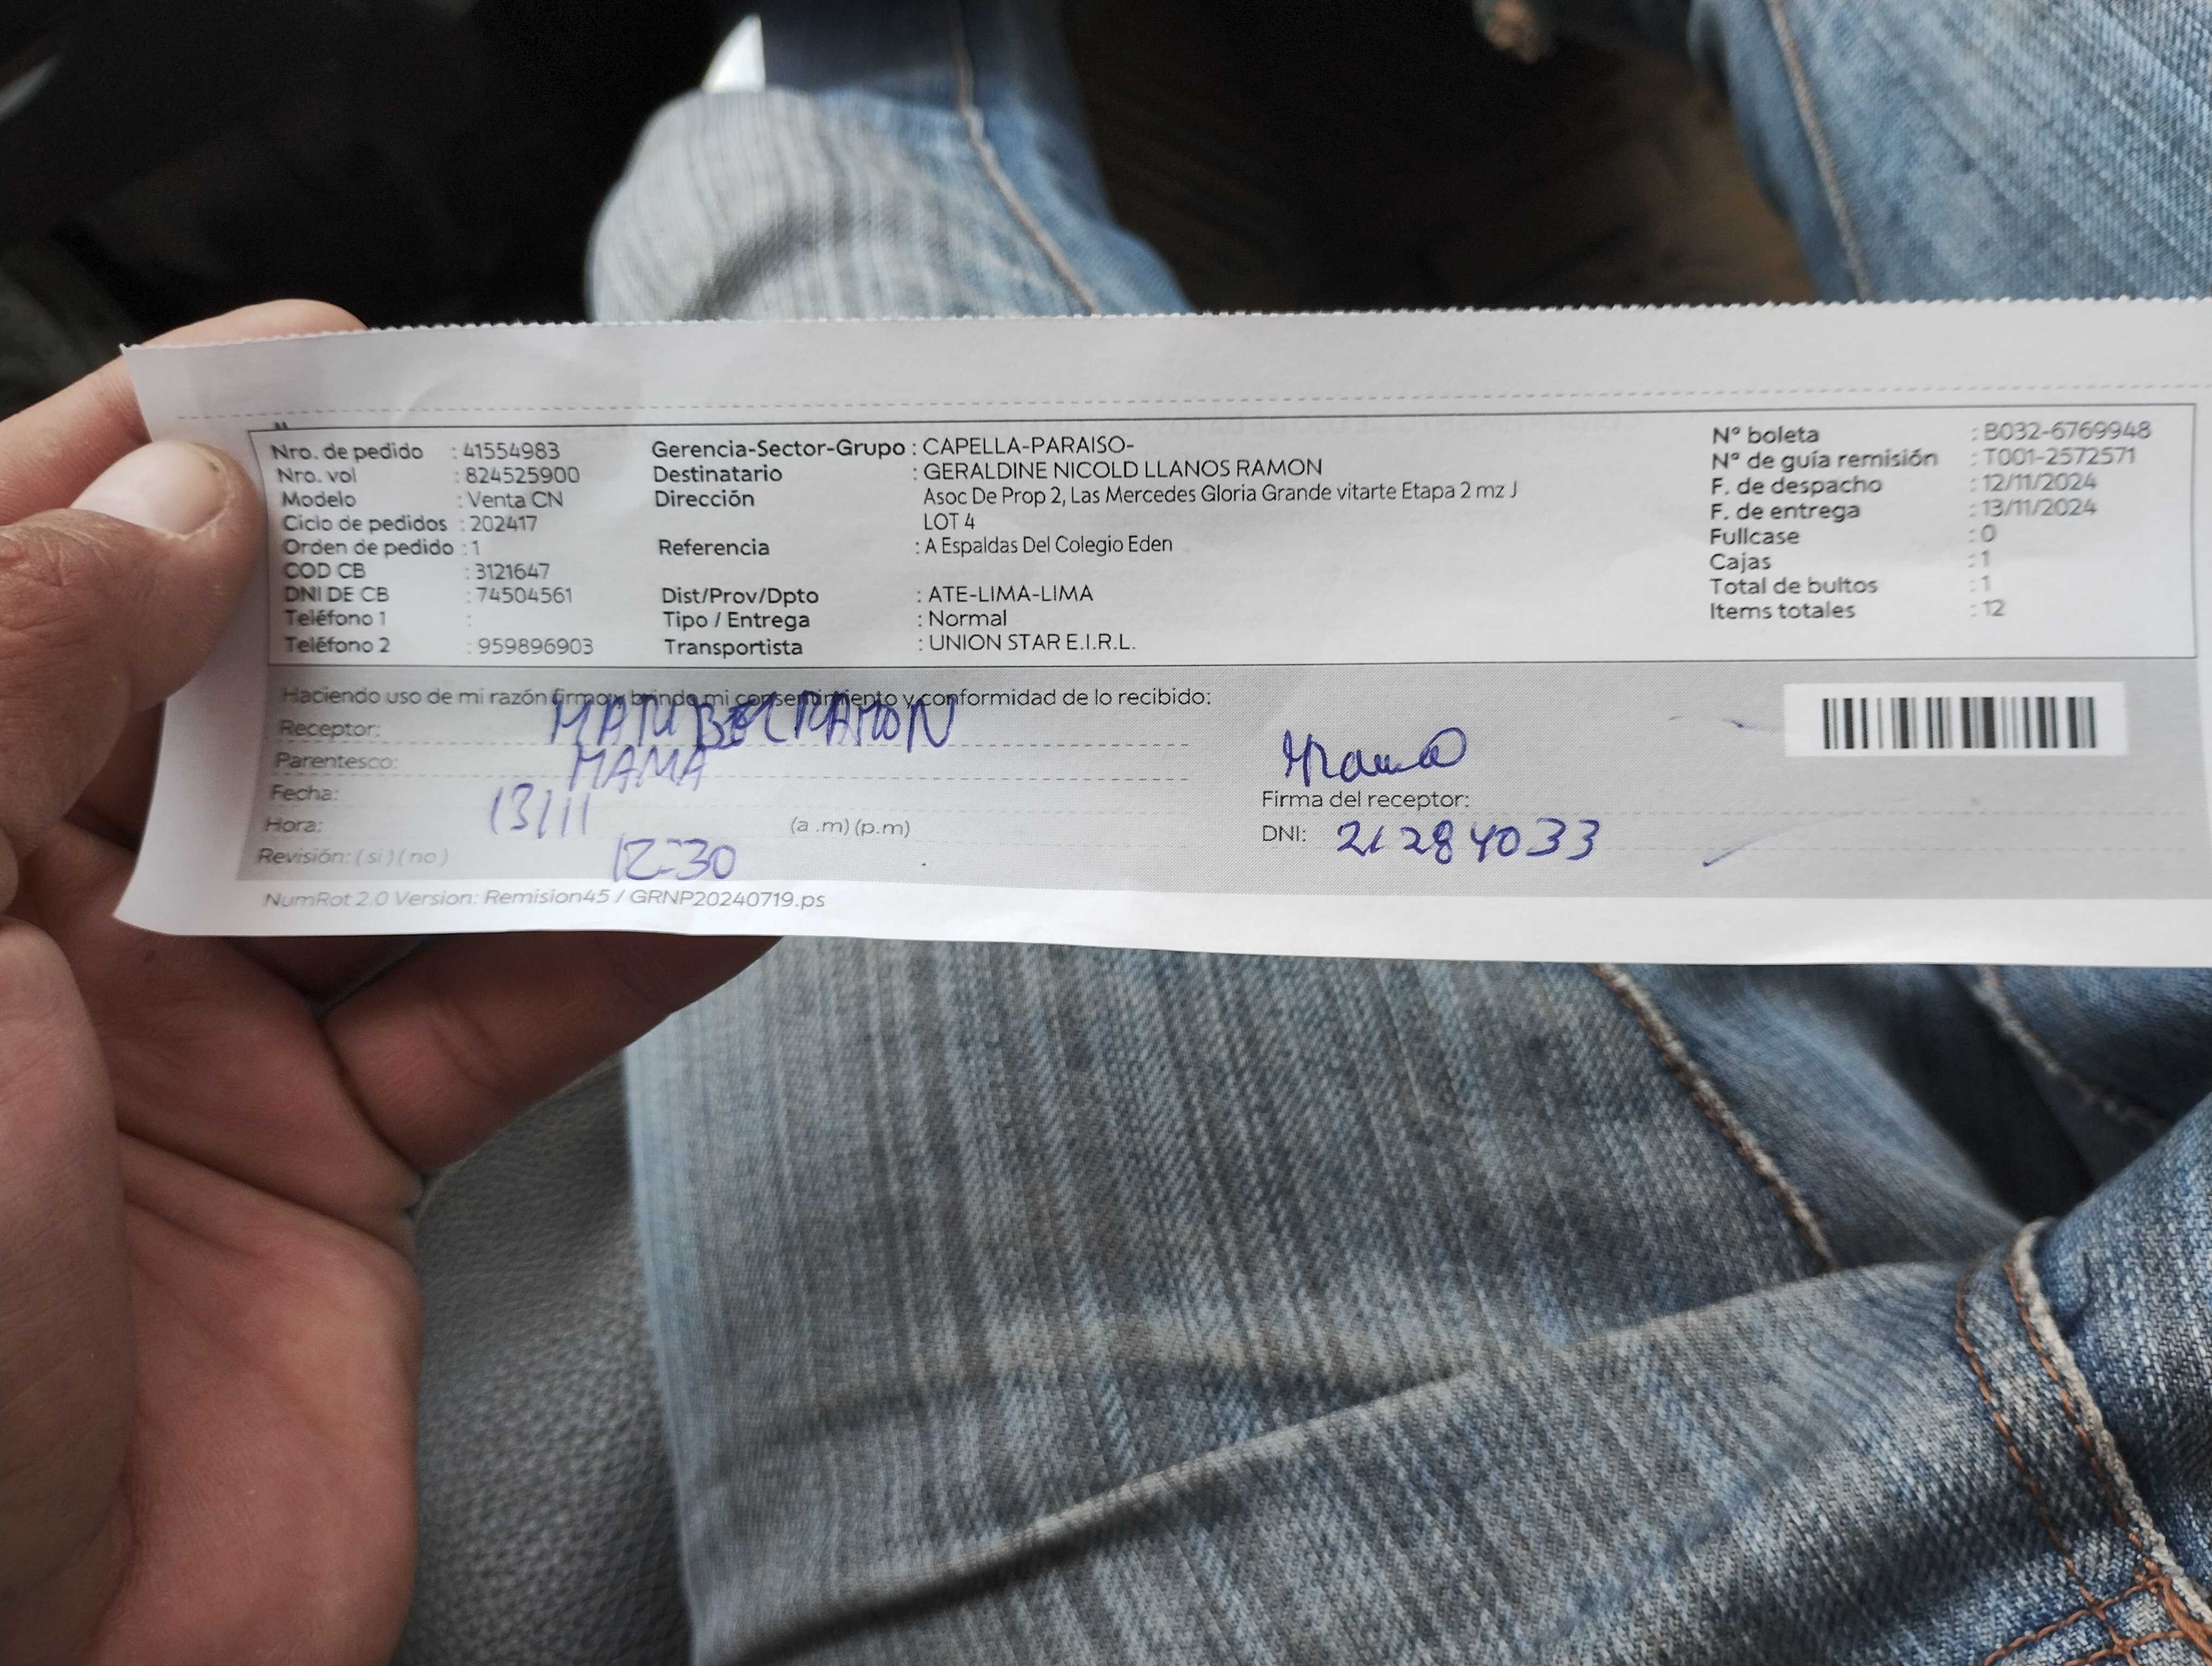 Nro. de pedido : 41554983
Nro. vol : 824525900
Modelo : Venta CN
Ciclo de pedidos : 202417
Orden de pedido : 1
COD CB : 3121647
DNI DE CB : 74504561
Teléfono 1 :
Teléfono 2 : 959896903
Gerencia-Sector-Grupo : CAPELLA-PARAISO-
Destinatario : GERALDINE NICOLD LLANOS RAMON
Dirección Asoc De Prop 2, Las Mercedes Gloria Grande vitarte Etapa 2 mz J
LOT 4
Referencia : A Espaldas Del Colegio Eden
Dist/Prov/Dpto : ATE-LIMA-LIMA
Tipo / Entrega : Normal
Transportista : UNION STAR E.I.R.L.
N° boleta : B032-6769948
N° de guía remisión : T001-2572571
F. de despacho : 12/11/2024
F. de entrega : 13/11/2024
Fullcase : 0
Cajas : 1
Total de bultos : 1
Items totales : 12
Haciendo uso de mi razón firmo y brindo mi consentimiento y conformidad de lo recibido:
Receptor: MARIBEL RAMON
Parentesco: MAMA
Fecha: 13/11
Hora: (a .m) (p.m)
Revisión: ( si ) ( no ) 12:30
Firma del receptor:
DNI: 21284033
NumRot 2.0 Version: Remision45 / GRNP20240719.ps